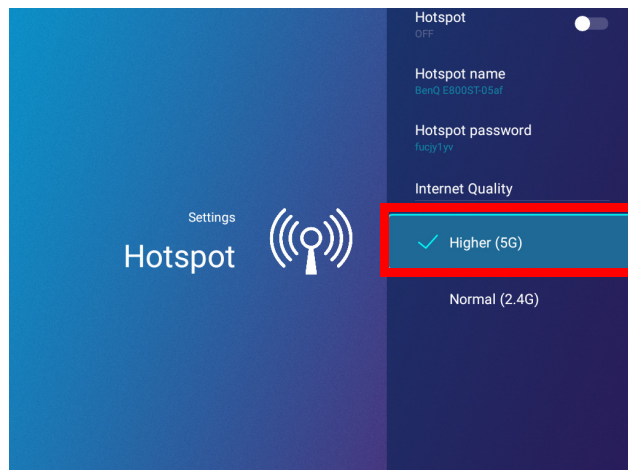 Settings
Hotspot
Hotspot
OFF
Hotspot name
BenQ E800ST-05af
Hotspot password
fucjy1yv
Internet Quality
Higher (5G)
Normal (2.4G)